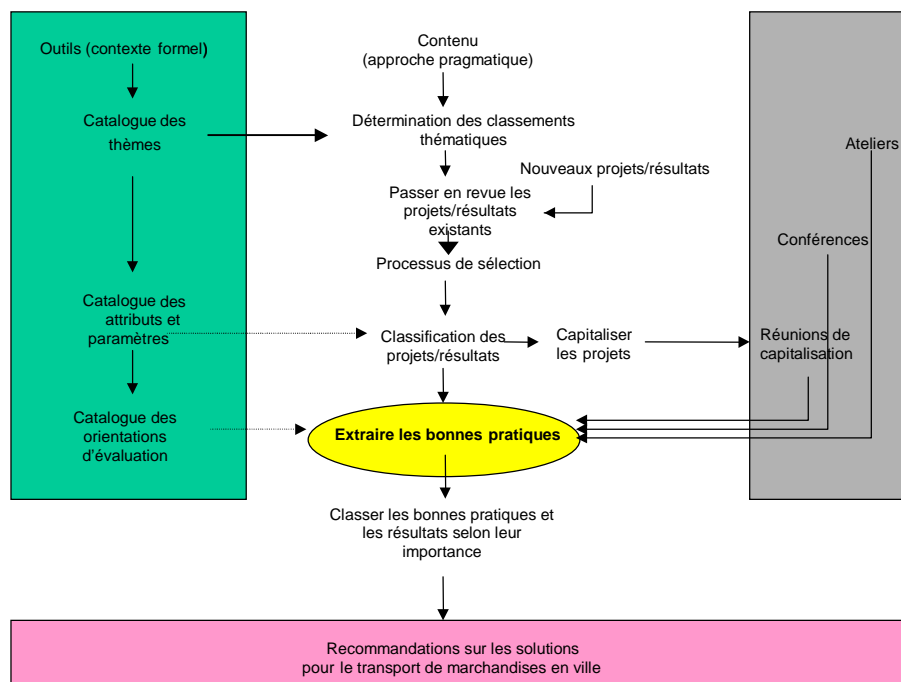 Outils (contexte formel)
Catalogue des
thèmes
Catalogue des
attributs et
paramètres
Catalogue des
orientations
d'évaluation
Contenu
(approche pragmatique)
Détermination des classements
thématiques
Nouveaux projets/résultats
Passer en revue les
projets/résultats
existants
Processus de sélection
Classification des
projets/résultats
Capitaliser
les projets
Extraire les bonnes pratiques
Classer les bonnes pratiques et
les résultats selon leur
importance
Ateliers
Conférences
Réunions de
capitalisation
Recommandations sur les solutions
pour le transport de marchandises en ville